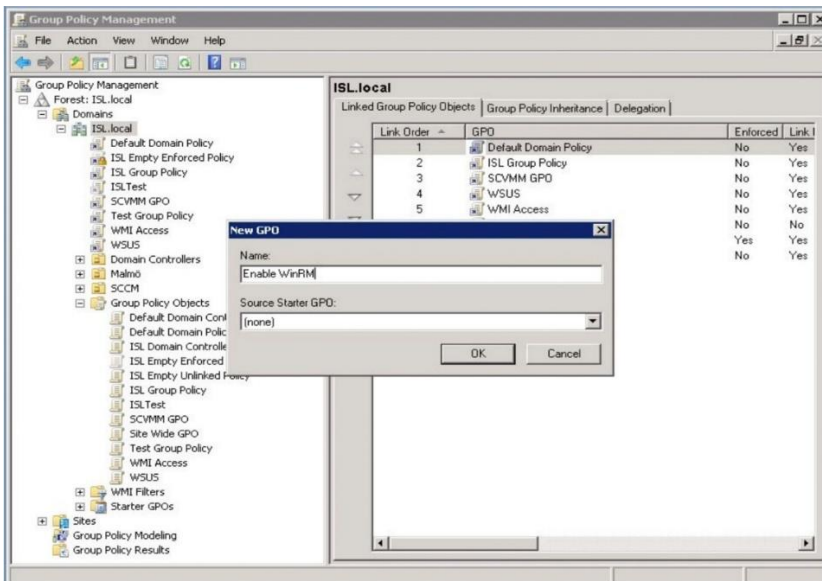 Group Policy Management
File Action View Window Help
Group Policy Management
Forest: ISL.local
Domains
ISL.local
Default Domain Policy
ISL Empty Enforced Policy
ISL Group Policy
ISLTest
SCVMM GPO
Test Group Policy
WMI Access
WSUS
Domain Controllers
Malmö
SCCM
Group Policy Objects
Default Domain Cont
Default Domain Polic
ISL Domain Controlle
ISL Empty Enforced
ISL Empty Unlinked Policy
ISL Group Policy
ISLTest
SCVMM GPO
Site Wide GPO
Test Group Policy
WMI Access
WSUS
WMI Filters
Starter GPOs
Sites
Group Policy Modeling
Group Policy Results
ISL.local
Linked Group Policy Objects Group Policy Inheritance Delegation
Link Order GPO Enforced Link
1 Default Domain Policy No Yes
2 ISL Group Policy No Yes
3 SCVMM GPO No Yes
4 WSUS No Yes
5 WMI Access No Yes
No No
Yes Yes
No Yes
New GPO
Name:
Enable WinRM
Source Starter GPO:
(none)
OK Cancel